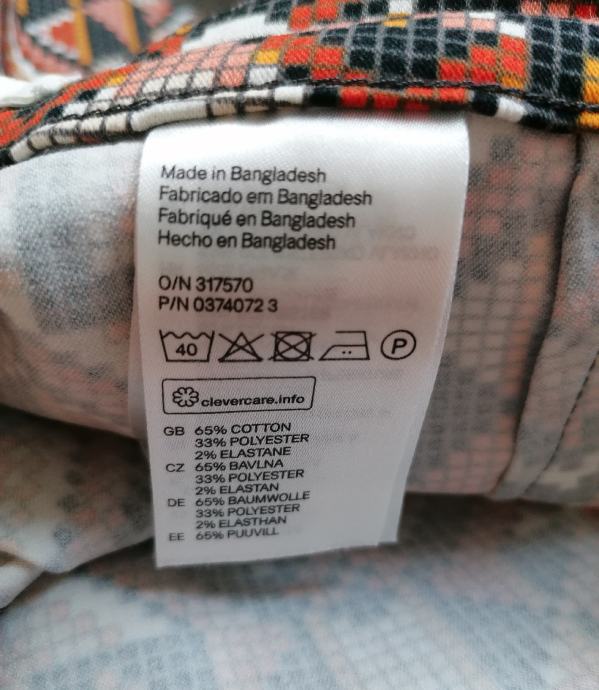 Made in Bangladesh
Fabricado em Bangladesh
Fabriqué en Bangladesh
Hecho en Bangladesh
O/N 317570
P/N 0374072 3
40 P
clevercare.info
GB 65% COTTON
33% POLYESTER
2% ELASTANE
CZ 65% BAVLNA
33% POLYESTER
2% ELASTAN
DE 65% BAUMWOLLE
33% POLYESTER
2% ELASTHAN
EE 65% PUUVILL